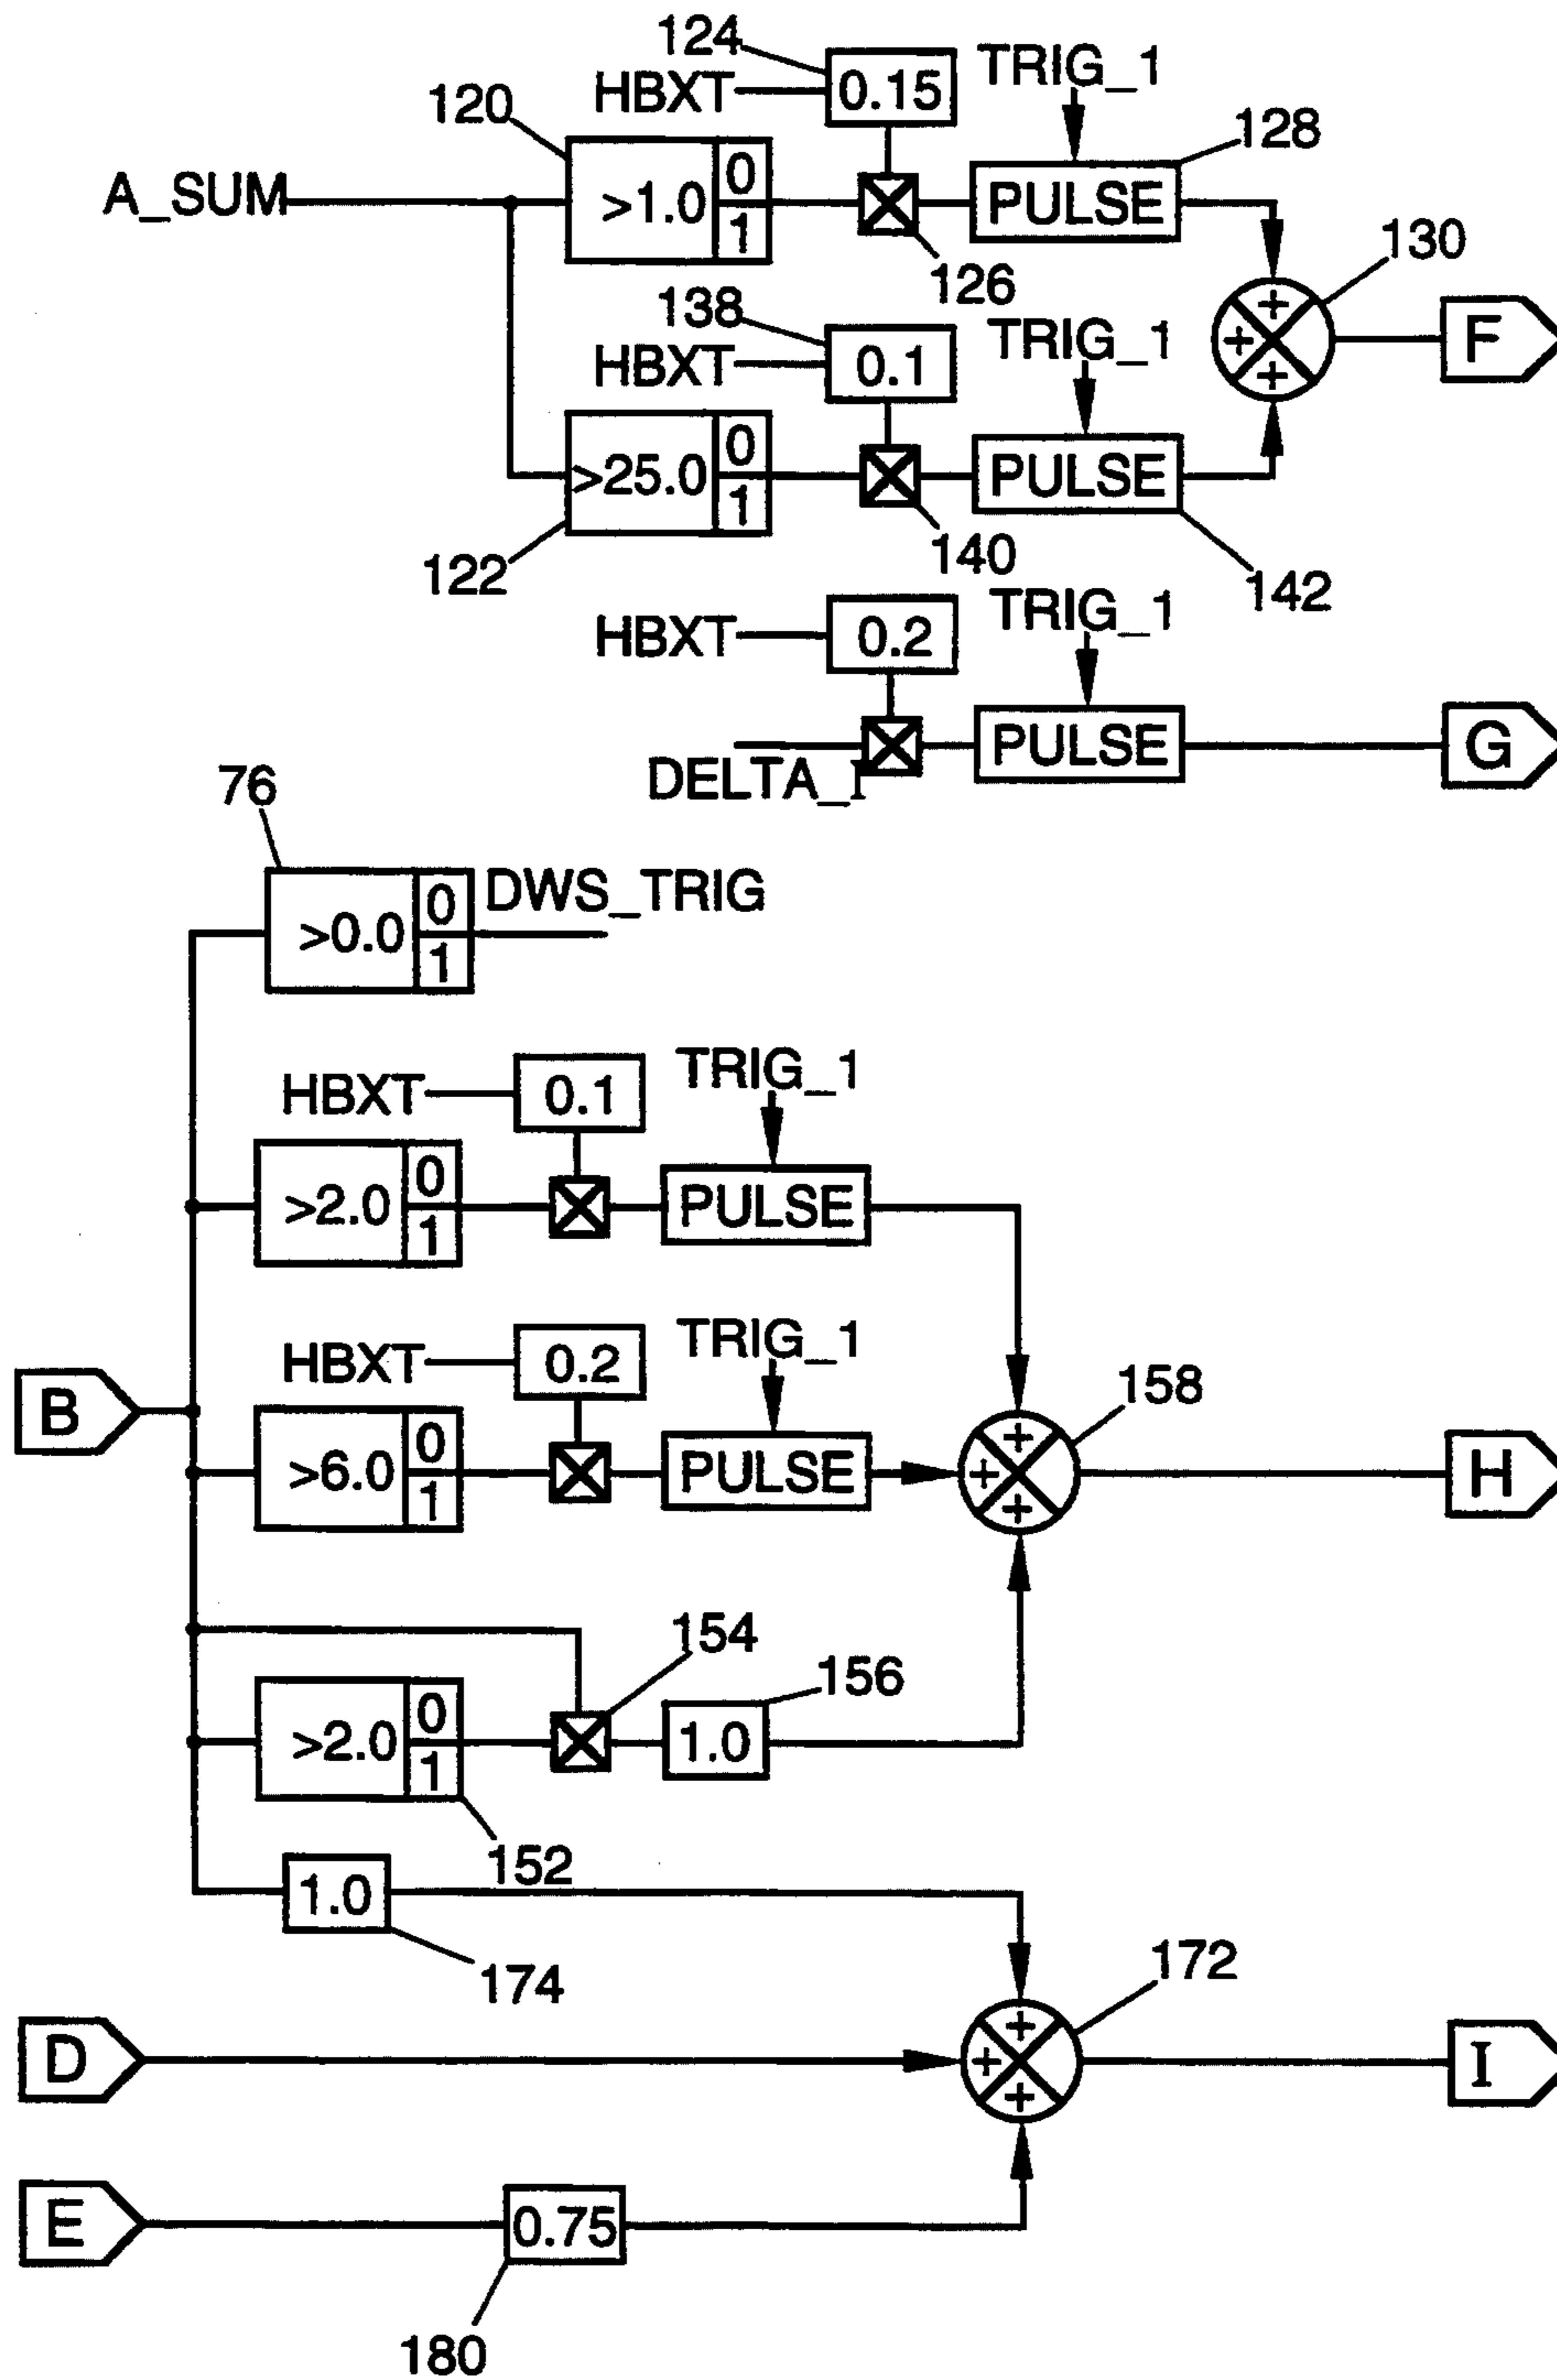 124
HBXT
0.15
TRIG_1
120
128
A_SUM
>1.0
0
1
PULSE
126
130
138
HBXT
0.1
TRIG_1
+
+
+
F
>25.0
0
1
PULSE
122
140
142
HBXT
0.2
TRIG_1
DELTA_I
PULSE
G
76
>0.0
0
1
DWS_TRIG
HBXT
0.1
TRIG_1
>2.0
0
1
PULSE
HBXT
0.2
TRIG_1
158
B
>6.0
0
1
PULSE
+
+
+
H
154
156
>2.0
0
1
1.0
152
1.0
174
172
D
+
+
+
I
E
0.75
180